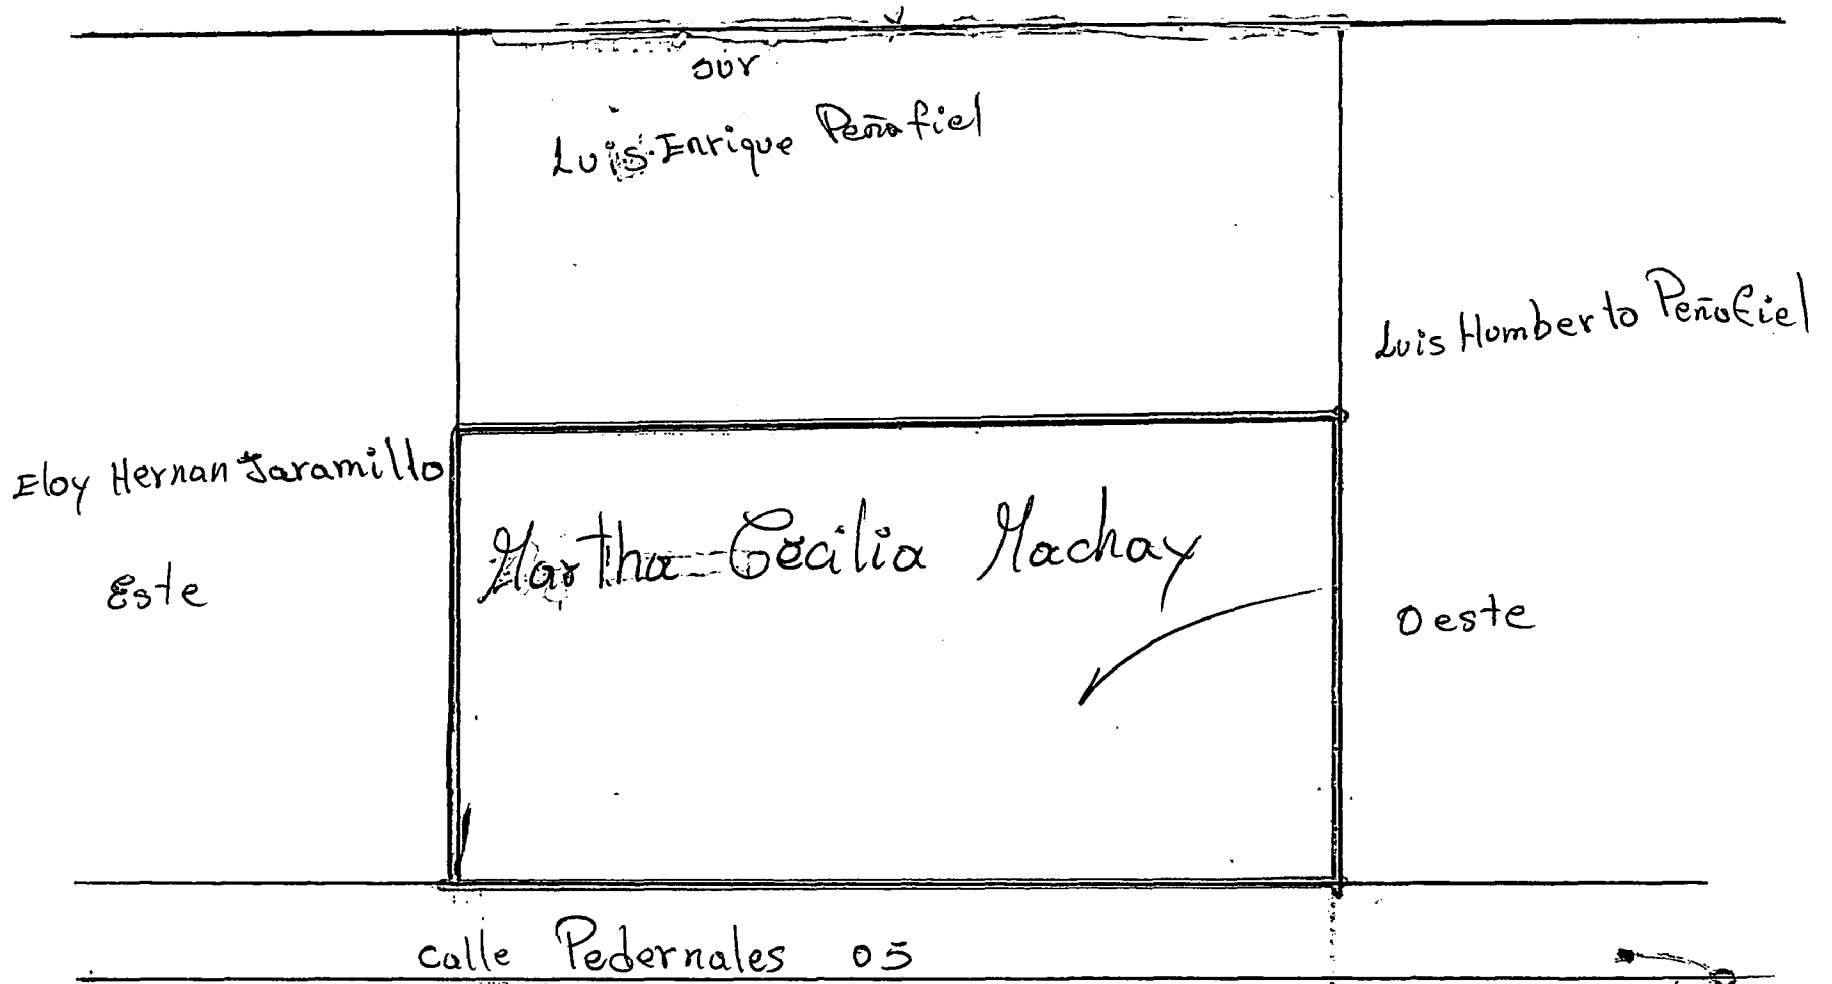 sur
Luis Enrique Peñafiel
Luis Humberto Peñafiel
Eloy Hernan Jaramillo
Martha Cecilia Machay
Este
Oeste
calle Pedernales 05